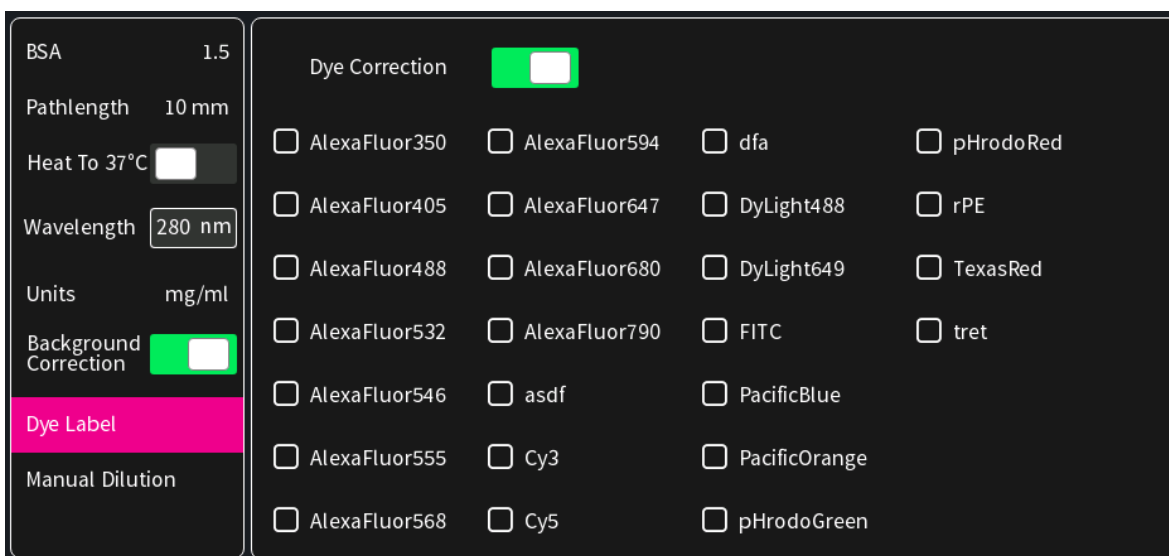 BSA 1.5
Pathlength 10 mm
Heat To 37°C
Wavelength 280 nm
Units mg/ml
Background
Correction
Dye Label
Manual Dilution
Dye Correction
AlexaFluor350 AlexaFluor594 dfa pHrodoRed
AlexaFluor405 AlexaFluor647 DyLight488 rPE
AlexaFluor488 AlexaFluor680 DyLight649 TexasRed
AlexaFluor532 AlexaFluor790 FITC tret
AlexaFluor546 asdf PacificBlue
AlexaFluor555 Cy3 PacificOrange
AlexaFluor568 Cy5 pHrodoGreen